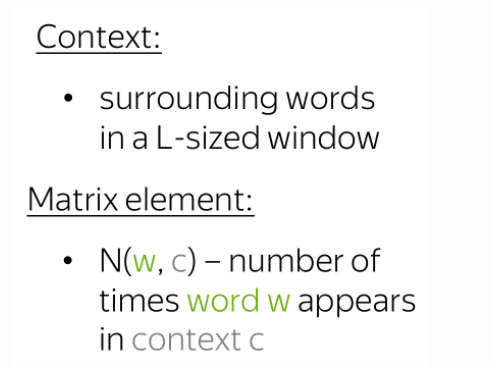 Context:
• surrounding words
in a L-sized window
Matrix element:
• N(w, c) – number of
times word w appears
in context c